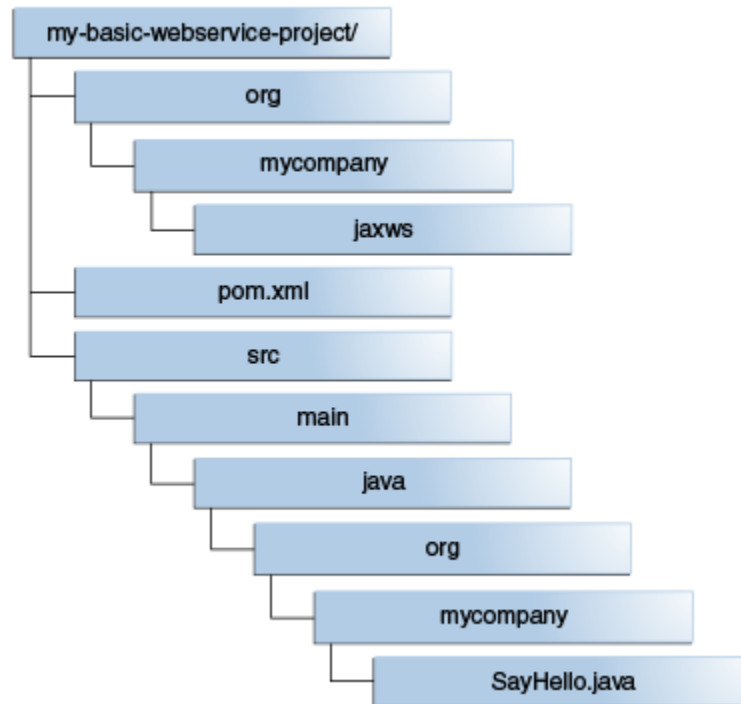 my-basic-webservice-project/
org
mycompany
jaxws
pom.xml
src
main
java
org
mycompany
SayHello.java